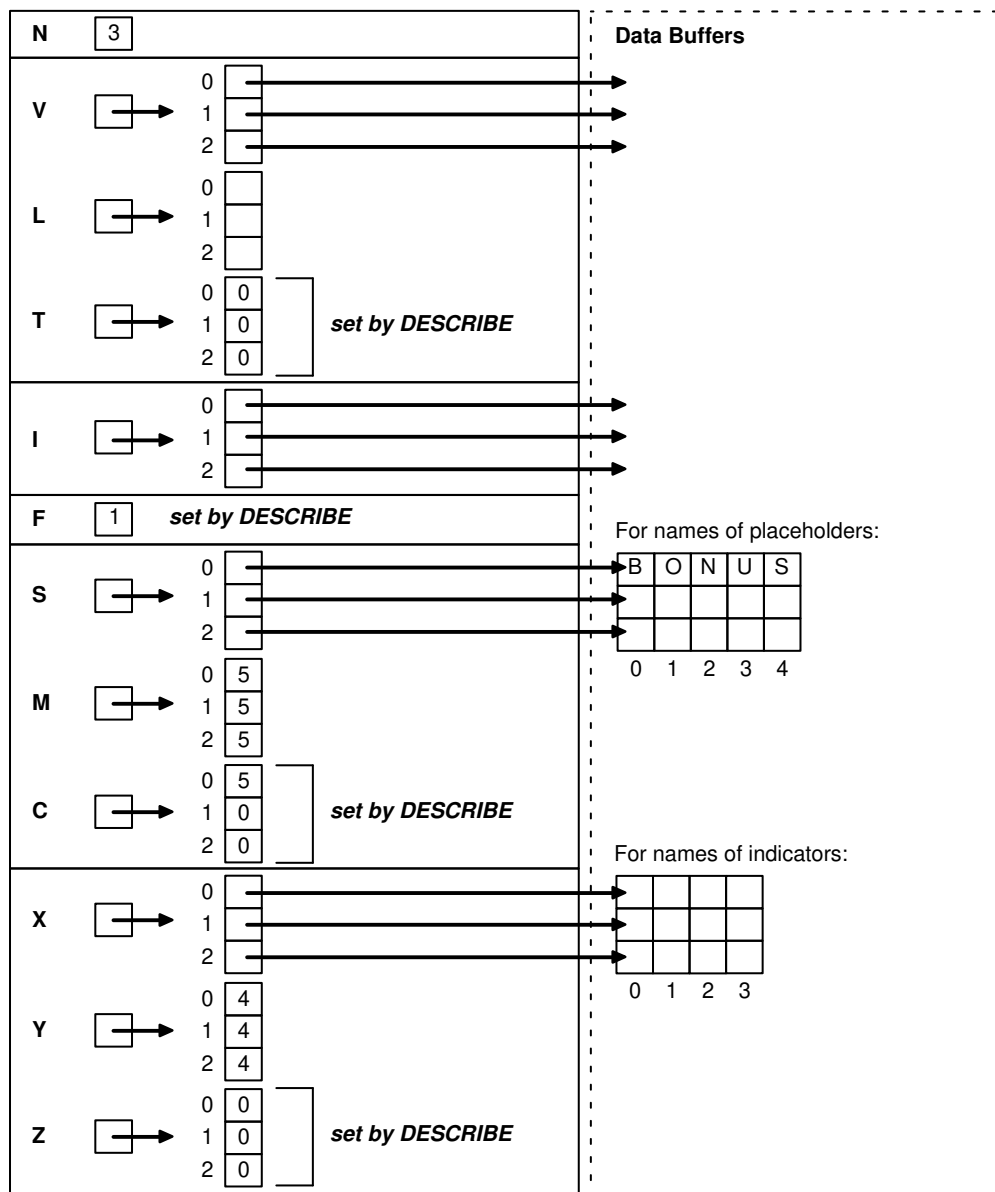 N 3 Data Buffers
0
V 1
2
0
L 1
2
0 0
T 1 0 set by DESCRIBE
2 0
0
I 1
2
F 1 set by DESCRIBE
For names of placeholders:
0 B O N U S
S 1
2
0 1 2 3 4
0 5
M 1 5
2 5
0 5
C 1 0 set by DESCRIBE
2 0
For names of indicators:
0
X 1
2
0 1 2 3
0 4
Y 1 4
2 4
0 0
Z 1 0 set by DESCRIBE
2 0